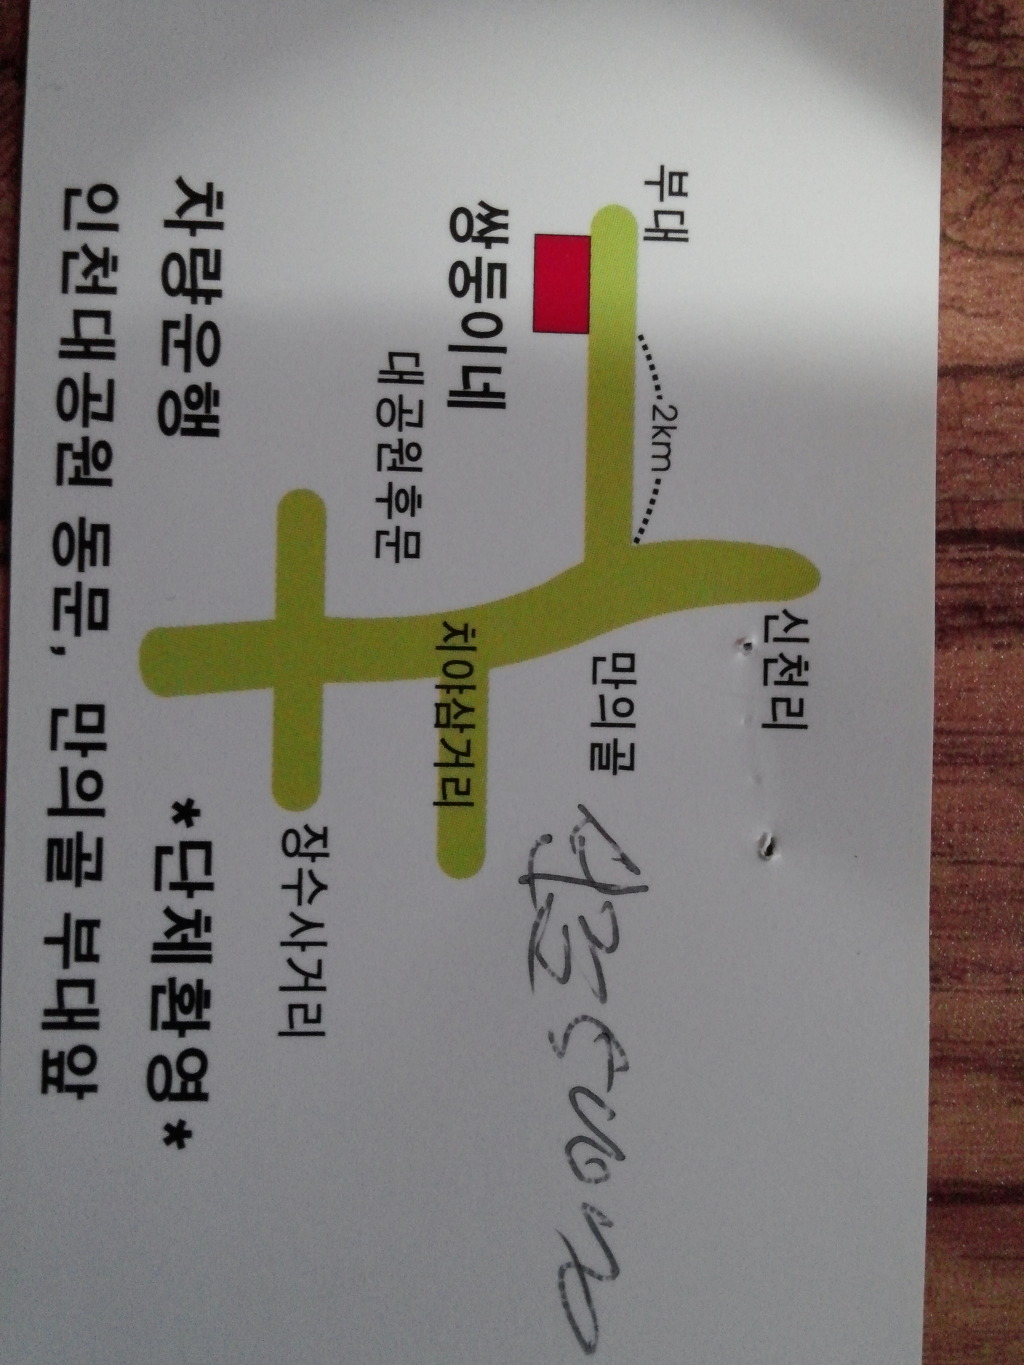 신천리
부대
2km
만의골
쌍둥이네
치야삼거리
대공원후문
장수사거리
차량운행 *단체환영*
인천대공원 동문, 만의골 부대앞